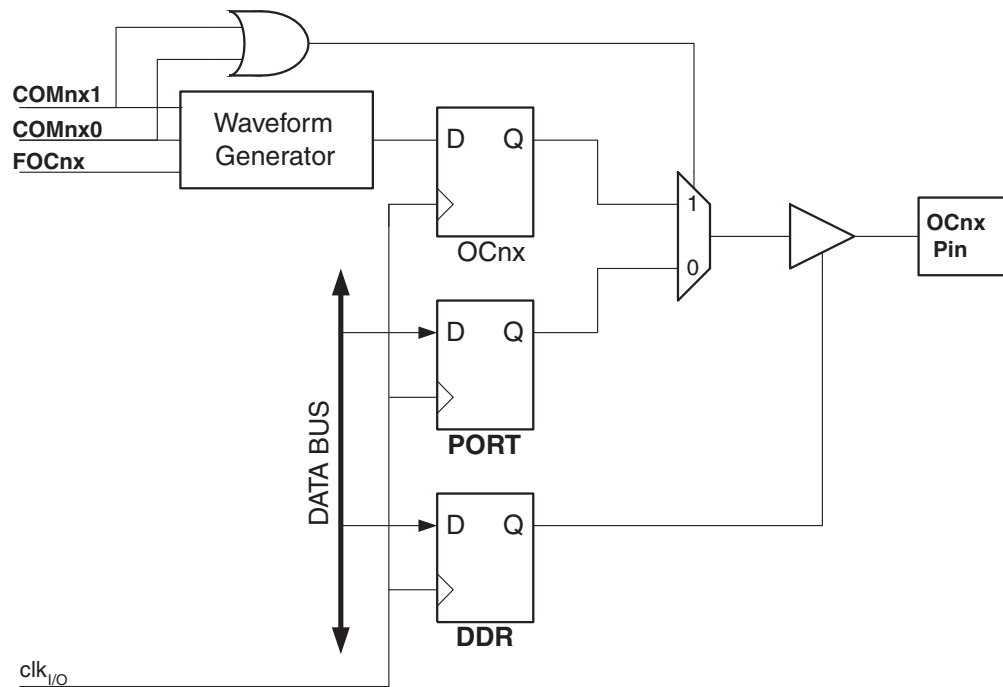 COMnx1
COMnx0
FOCnx
Waveform
Generator
D Q
OCnx
1
0
OCnx
Pin
D Q
PORT
DATA BUS
D Q
DDR
clkI/O